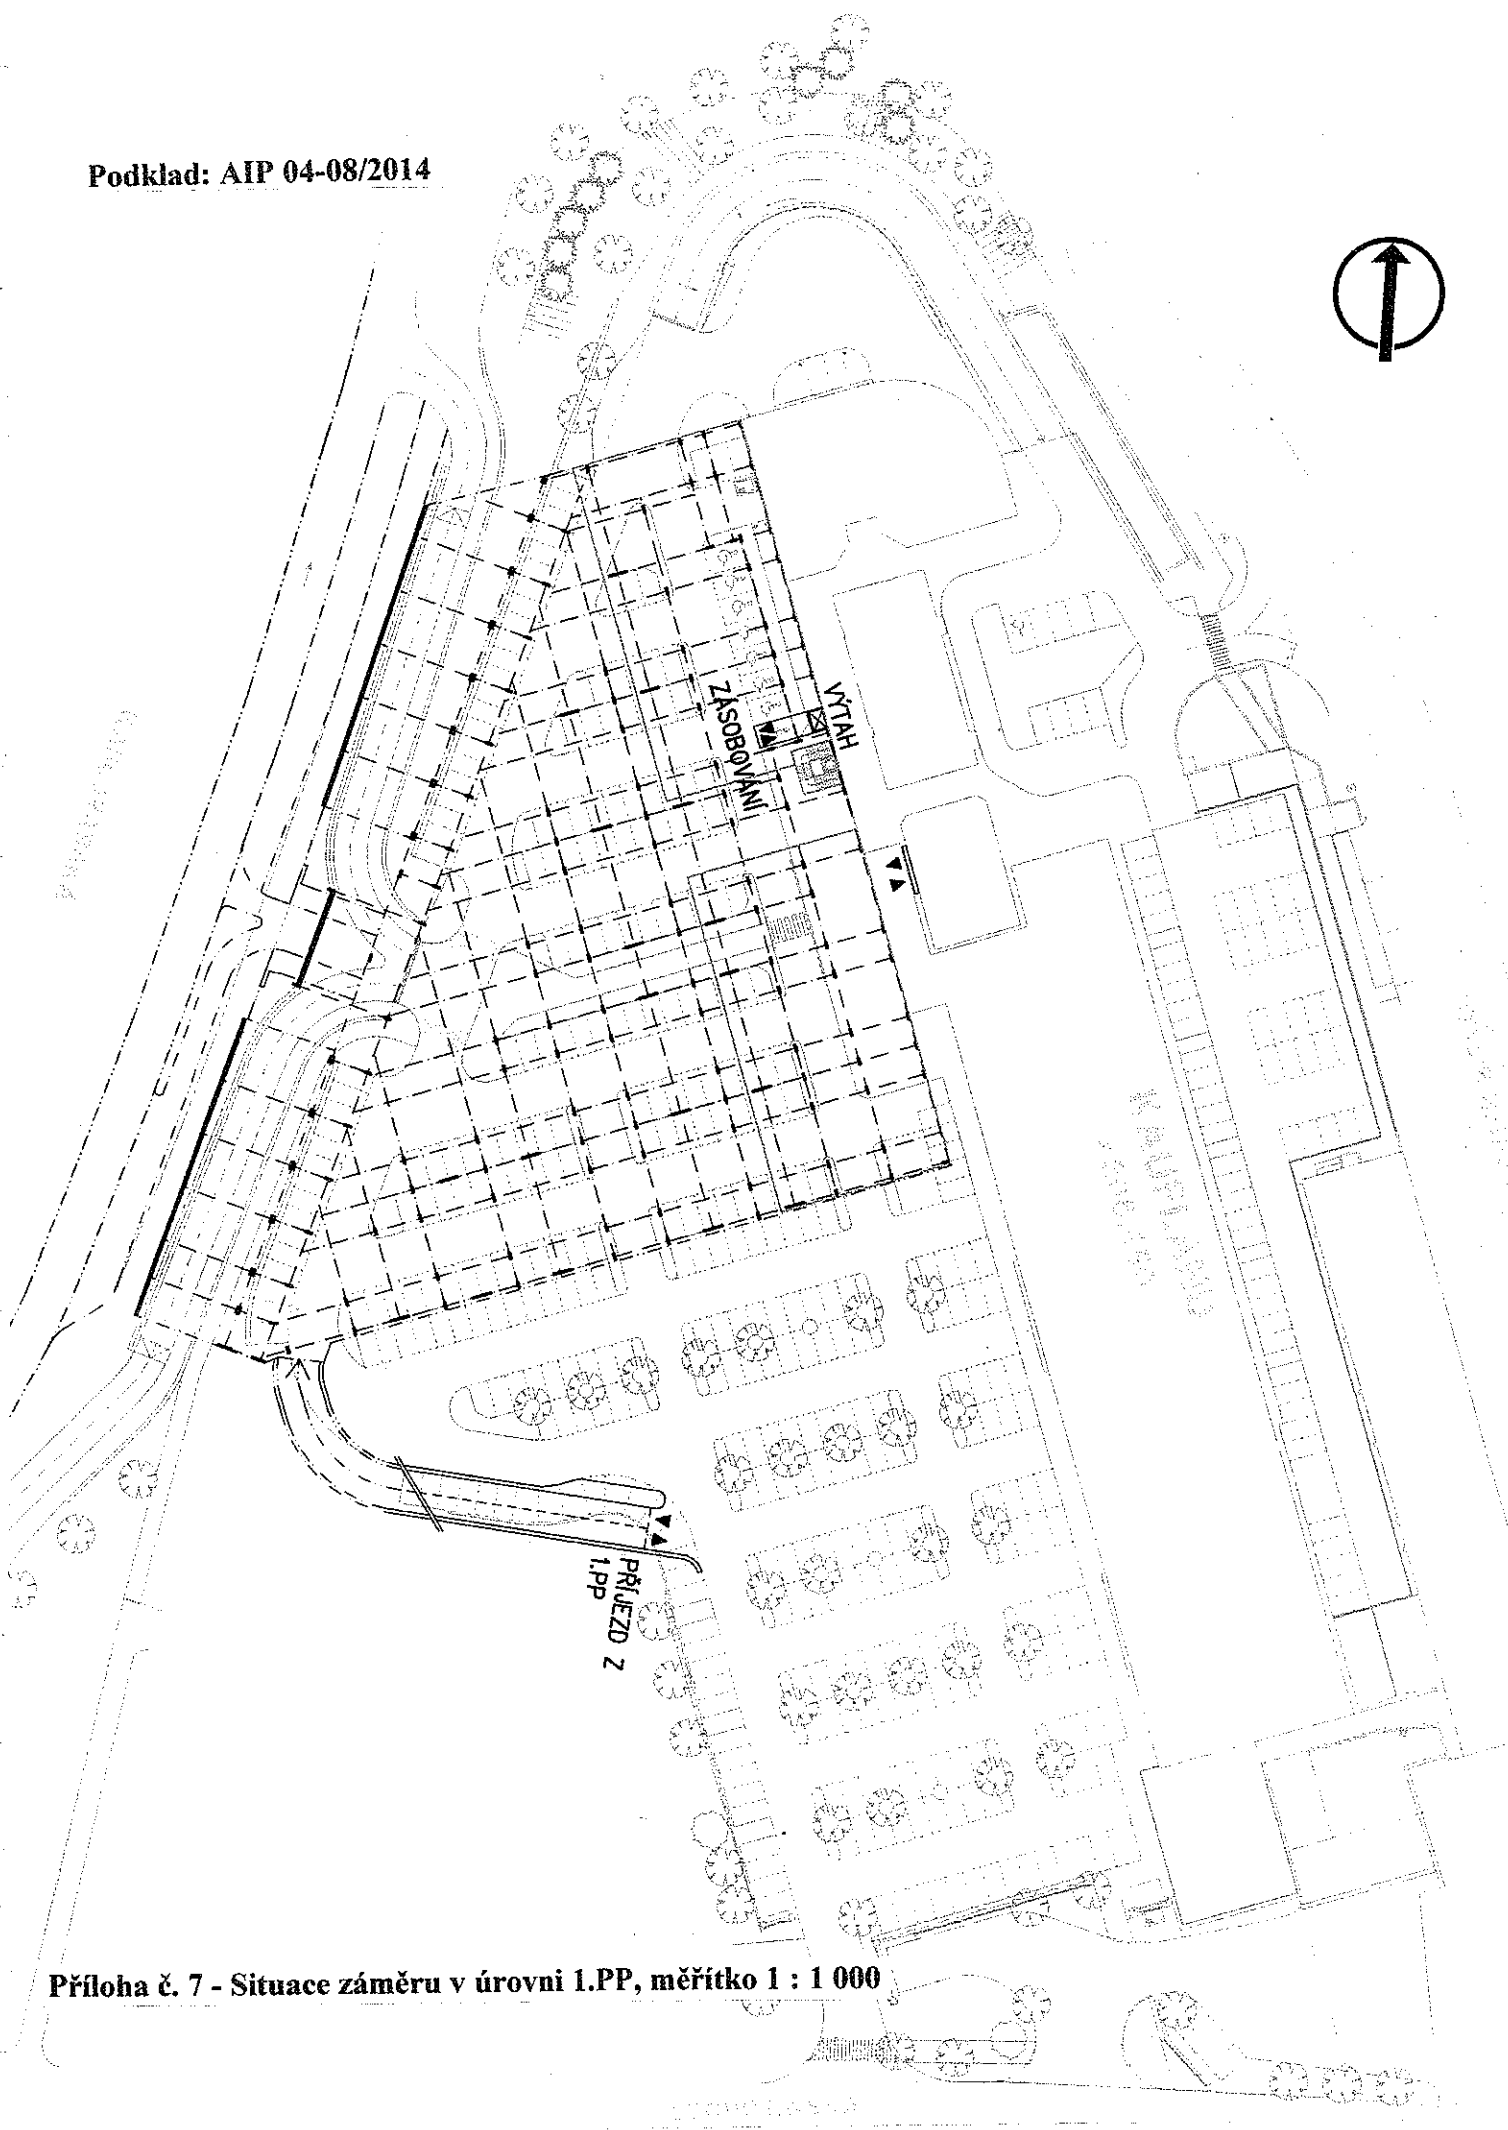 Podklad: AIP 04-08/2014
VÝTAH
ZÁSOBOVÁNÍ
KAUFLAND
PŘÍJEZD Z
1.PP
Příloha č. 7 - Situace záměru v úrovni 1.PP, měřítko 1 : 1 000